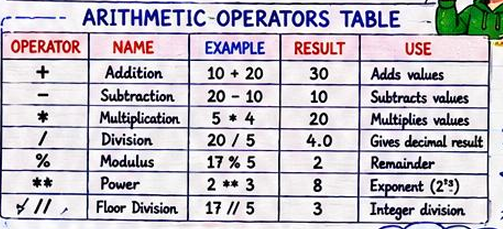 ARITHMETIC OPERATORS TABLE
OPERATOR NAME EXAMPLE RESULT USE
+ Addition 10 + 20 30 Adds values
- Subtraction 20 - 10 10 Subtracts values
* Multiplication 5 * 4 20 Multiplies values
/ Division 20 / 5 4.0 Gives decimal result
% Modulus 17 % 5 2 Remainder
** Power 2 ** 3 8 Exponent
// Floor Division 17 // 5 3 Integer division